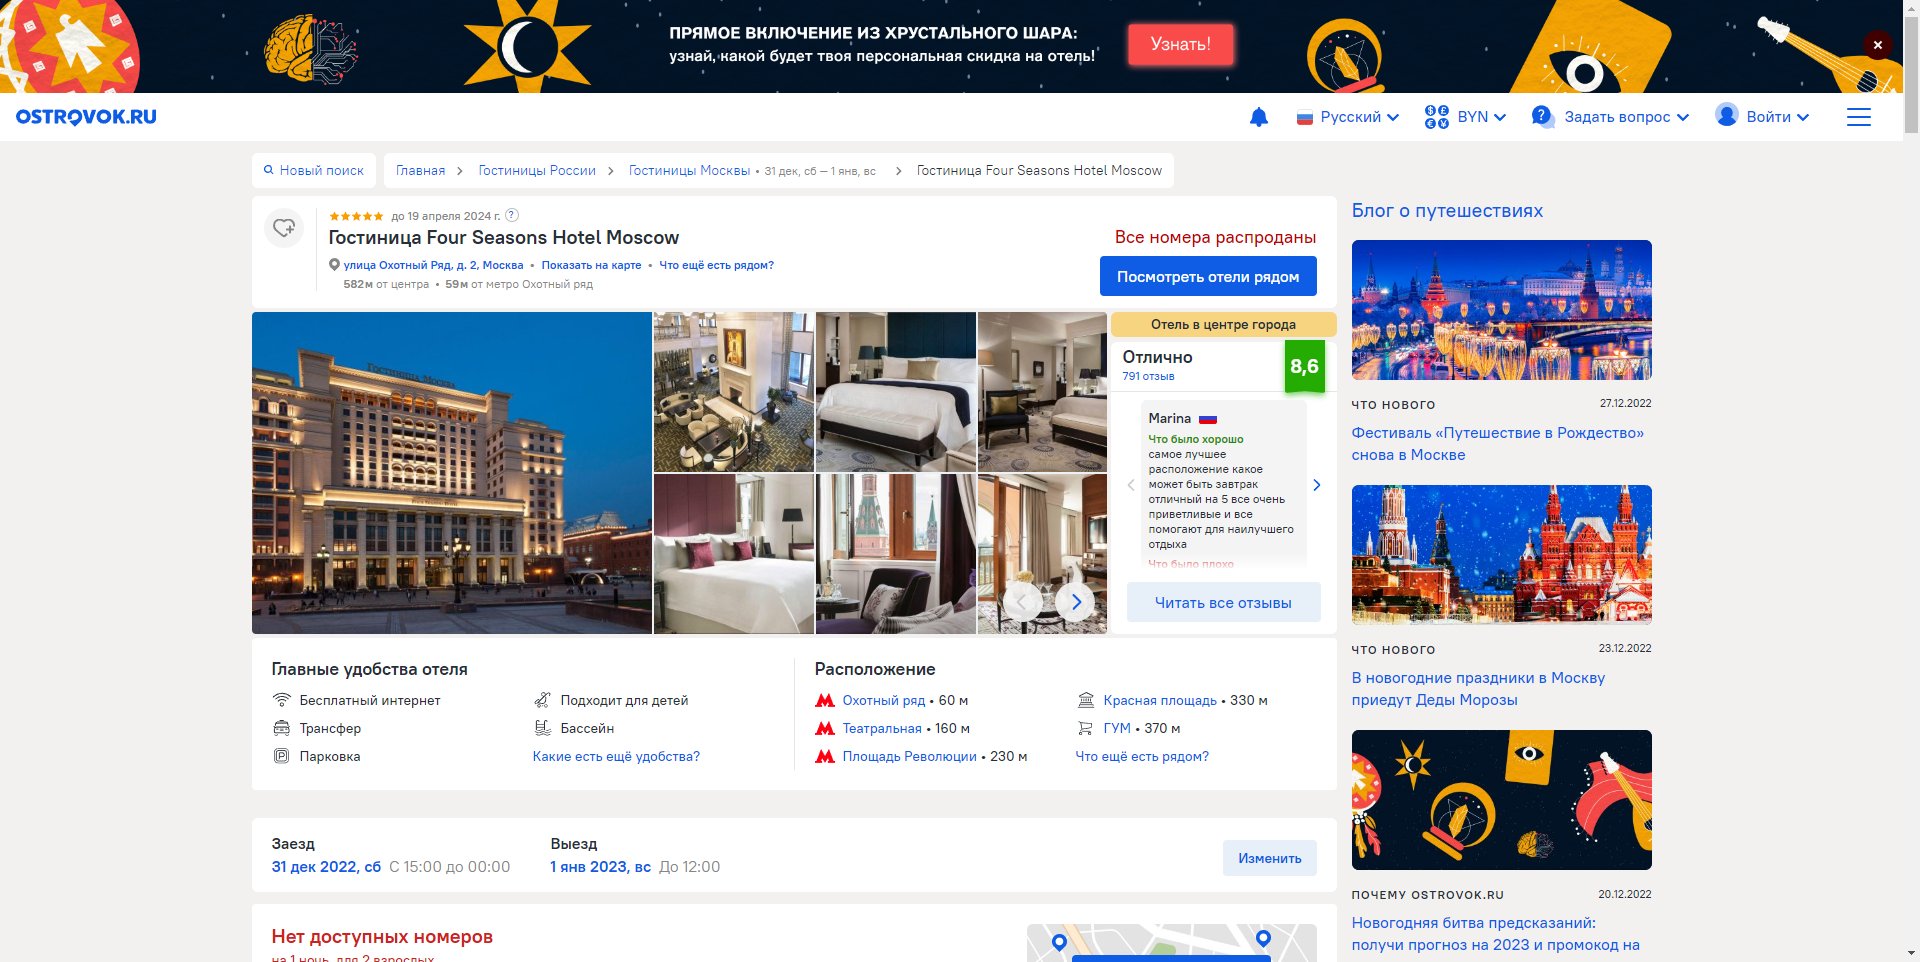 ПРЯМОЕ ВКЛЮЧЕНИЕ ИЗ ХРУСТАЛЬНОГО ШАРА:
узнай, какой будет твоя персональная скидка на отель!
Узнать!
OSTROVOK.RU
Русский
BYN
Задать вопрос
Войти
Новый поиск
Главная
Гостиницы России
Гостиницы Москвы • 31 дек, сб – 1 янв, вс
Гостиница Four Seasons Hotel Moscow
до 19 апреля 2024 г. ?
Гостиница Four Seasons Hotel Moscow
улица Охотный Ряд, д. 2, Москва • Показать на карте • Что ещё есть рядом?
582м от центра • 59м от метро Охотный ряд
Все номера распроданы
Посмотреть отели рядом
Гостиница Москва
Отель в центре города
Отлично
791 отзыв
8,6
Marina
Что было хорошо
самое лучшее
расположение какое
может быть завтрак
отличный на 5 все очень
приветливые и все
помогают для наилучшего
отдыха
Что было плохо
Читать все отзывы
Главные удобства отеля
Бесплатный интернет
Трансфер
Парковка
Подходит для детей
Бассейн
Какие есть ещё удобства?
Расположение
Охотный ряд • 60 м
Театральная • 160 м
Площадь Революции • 230 м
Красная площадь • 330 м
ГУМ • 370 м
Что ещё есть рядом?
Заезд
31 дек 2022, сб С 15:00 до 00:00
Выезд
1 янв 2023, вс До 12:00
Изменить
Нет доступных номеров
на 1 ночь, для 2 взрослых
Блог о путешествиях
ЧТО НОВОГО
27.12.2022
Фестиваль «Путешествие в Рождество»
снова в Москве
ЧТО НОВОГО
23.12.2022
В новогодние праздники в Москву
приедут Деды Морозы
ПОЧЕМУ OSTROVOK.RU
20.12.2022
Новогодняя битва предсказаний:
получи прогноз на 2023 и промокод на